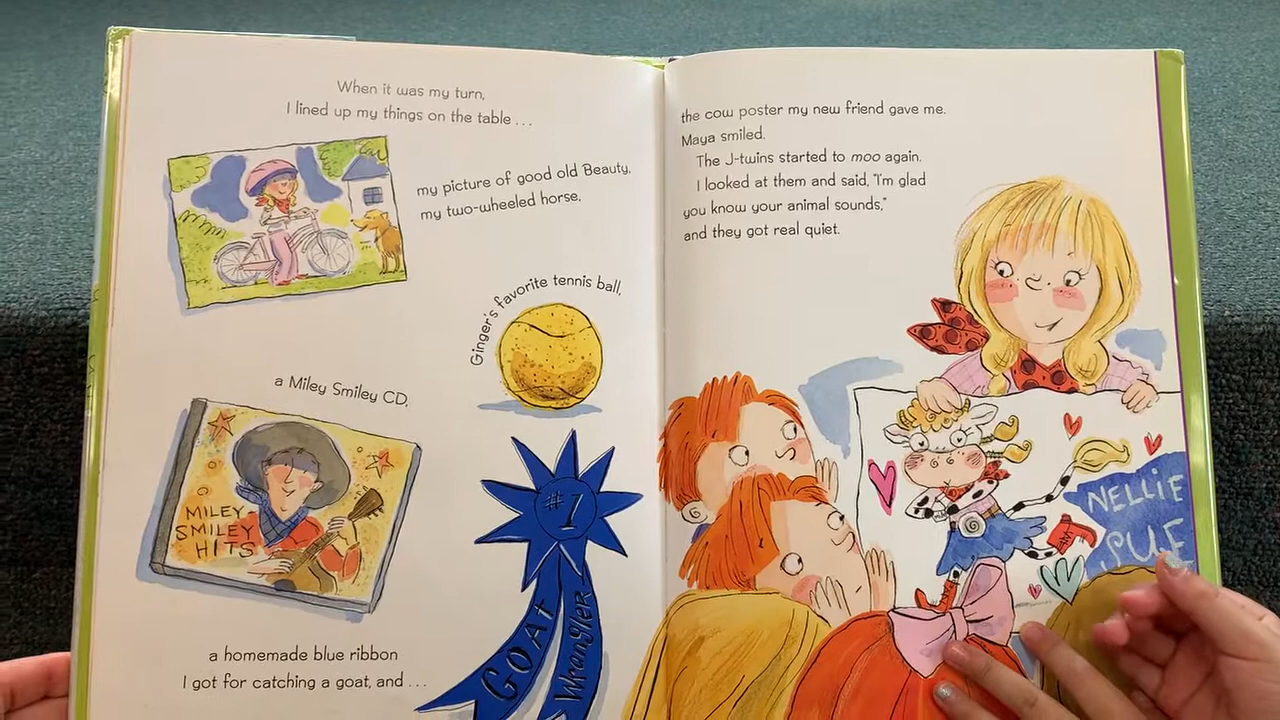 When it was my turn,
I lined up my things on the table . . .
my picture of good old Beauty,
my two-wheeled horse,
Ginger's favorite tennis ball,
a Miley Smiley CD,
MILEY
SMILEY
HITS
#1
GOAT
Wrangler
a homemade blue ribbon
I got for catching a goat, and . . .
the cow poster my new friend gave me.
Maya smiled.
The J-twins started to moo again.
I looked at them and said, "I'm glad
you know your animal sounds,"
and they got real quiet.
NELLIE
SUE